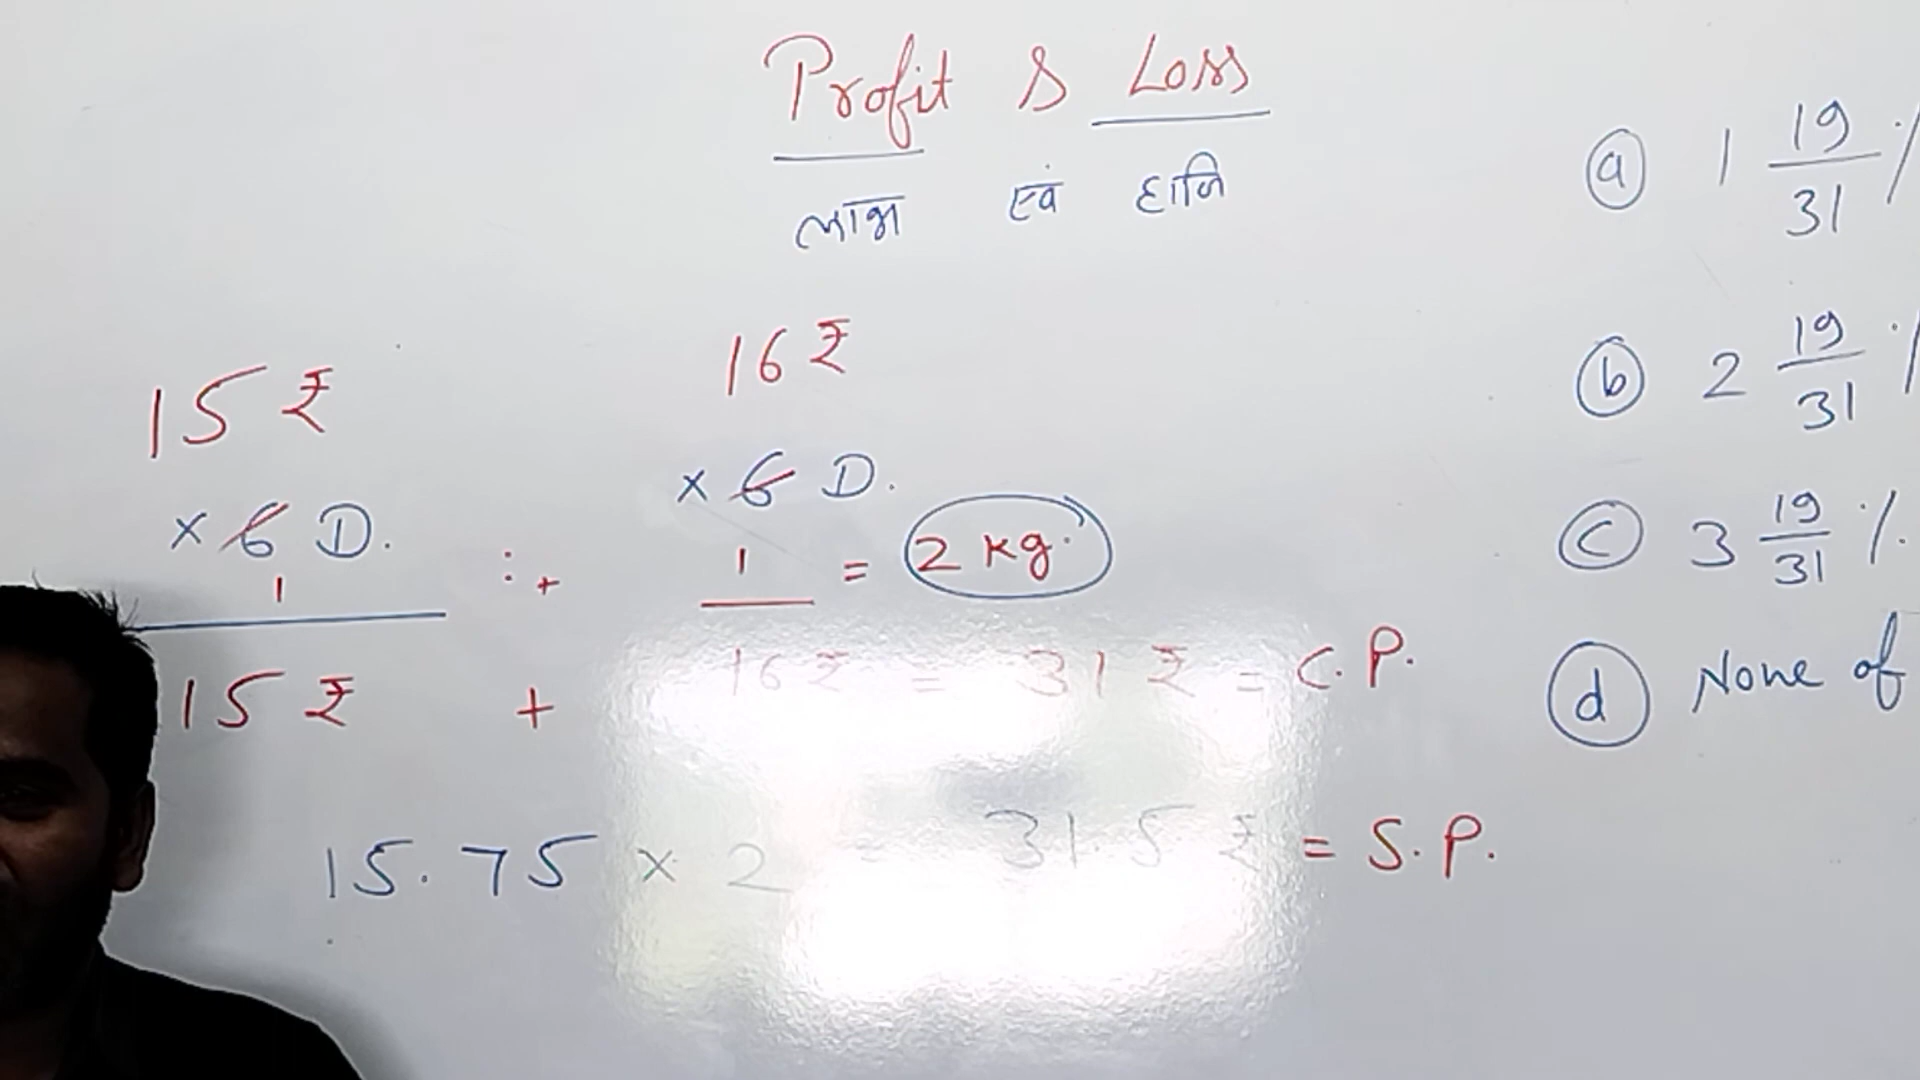 Profit & Loss
लाभ एवं हानि
15 ₹
× 6 D.
1
16 ₹
× 6 D.
:+ 1 = 2 kg.
15 ₹ + 16 ₹ = 31 ₹ = C.P.
15.75 × 2 = 31.5 ₹ = S.P.
(a) 1 19/31 %
(b) 2 19/31 %
(c) 3 19/31 %.
(d) None of